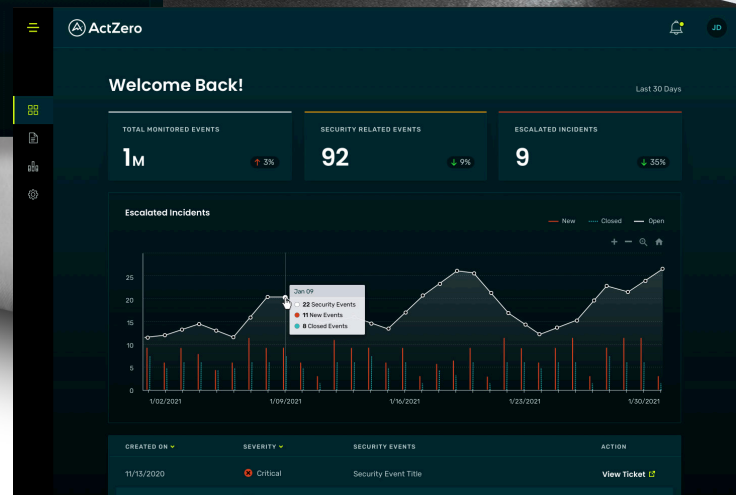 ActZero
JD
Welcome Back!
Last 30 Days
TOTAL MONITORED EVENTS
1M
3%
SECURITY RELATED EVENTS
92
9%
ESCALATED INCIDENTS
9
35%
Escalated Incidents
New Closed Open
25
20
15
10
5
0
Jan 09
22 Security Events
11 New Events
8 Closed Events
1/02/2021 1/09/2021 1/16/2021 1/23/2021 1/30/2021
CREATED ON SEVERITY SECURITY EVENTS ACTION
11/13/2020 Critical Security Event Title View Ticket